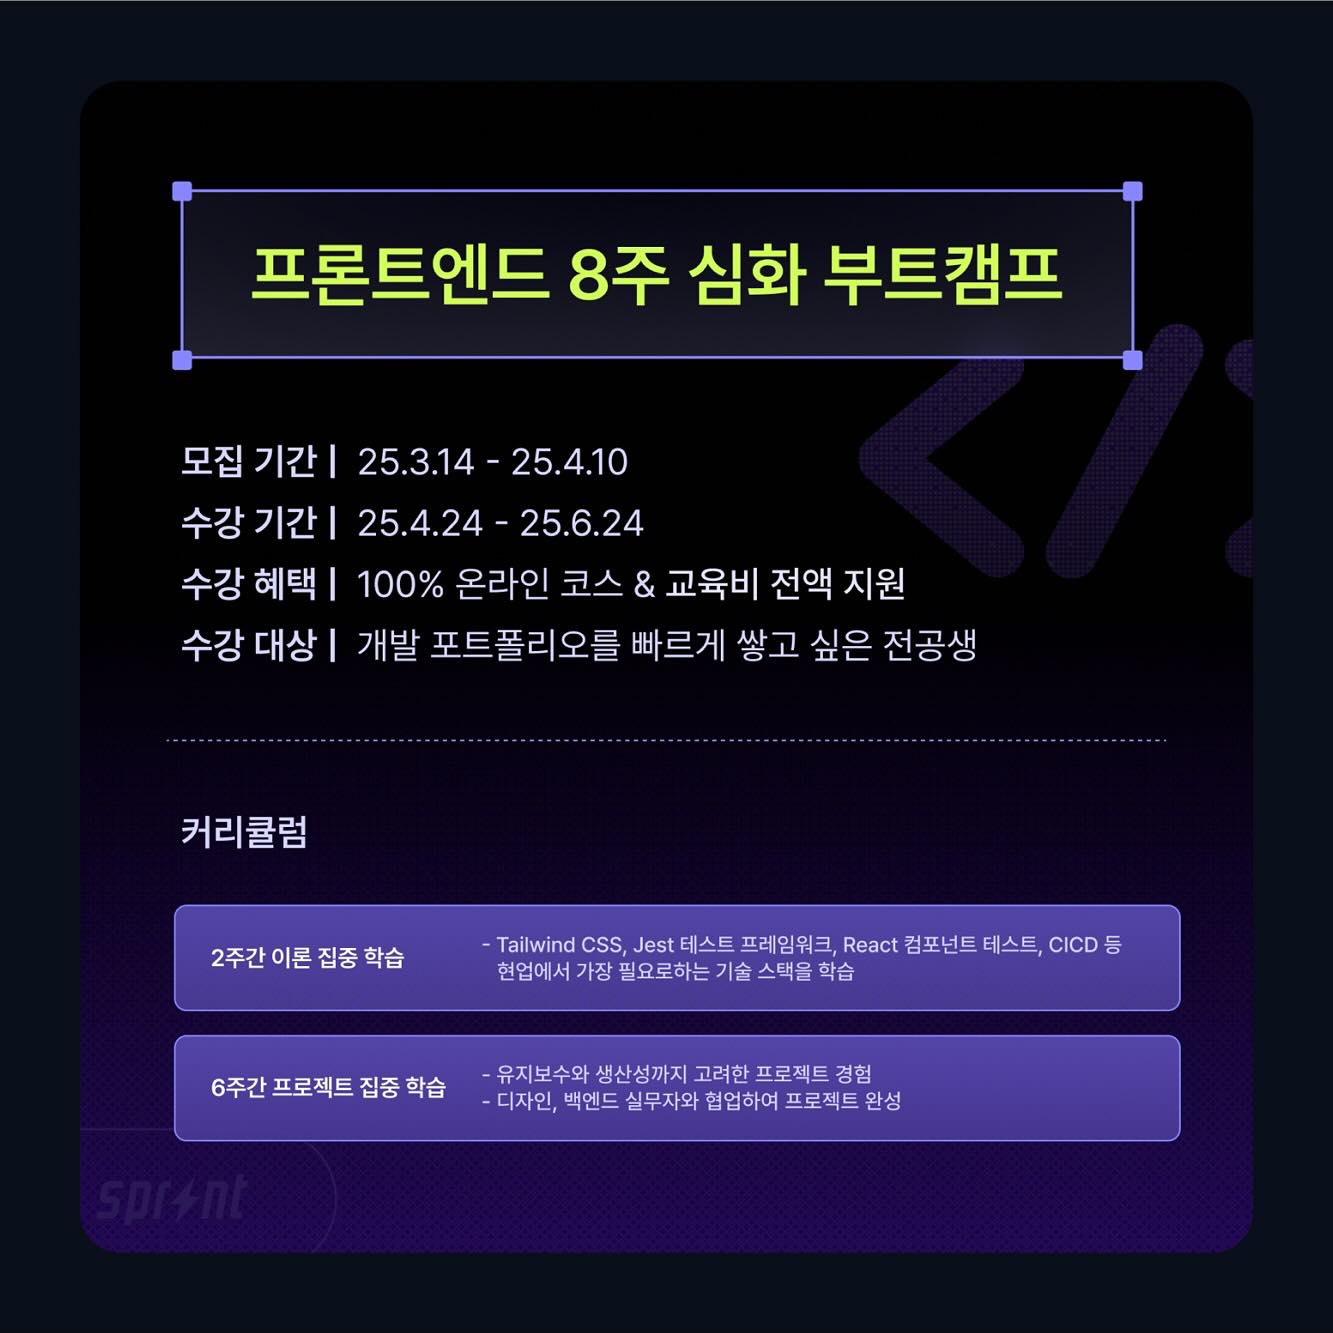 프론트엔드 8주 심화 부트캠프
모집 기간 | 25.3.14 - 25.4.10
수강 기간 | 25.4.24 - 25.6.24
수강 혜택 | 100% 온라인 코스 & 교육비 전액 지원
수강 대상 | 개발 포트폴리오를 빠르게 쌓고 싶은 전공생
커리큘럼
2주간 이론 집중 학습
- Tailwind CSS, Jest 테스트 프레임워크, React 컴포넌트 테스트, CICD 등
현업에서 가장 필요로하는 기술 스택을 학습
6주간 프로젝트 집중 학습
- 유지보수와 생산성까지 고려한 프로젝트 경험
- 디자인, 백엔드 실무자와 협업하여 프로젝트 완성
sprint